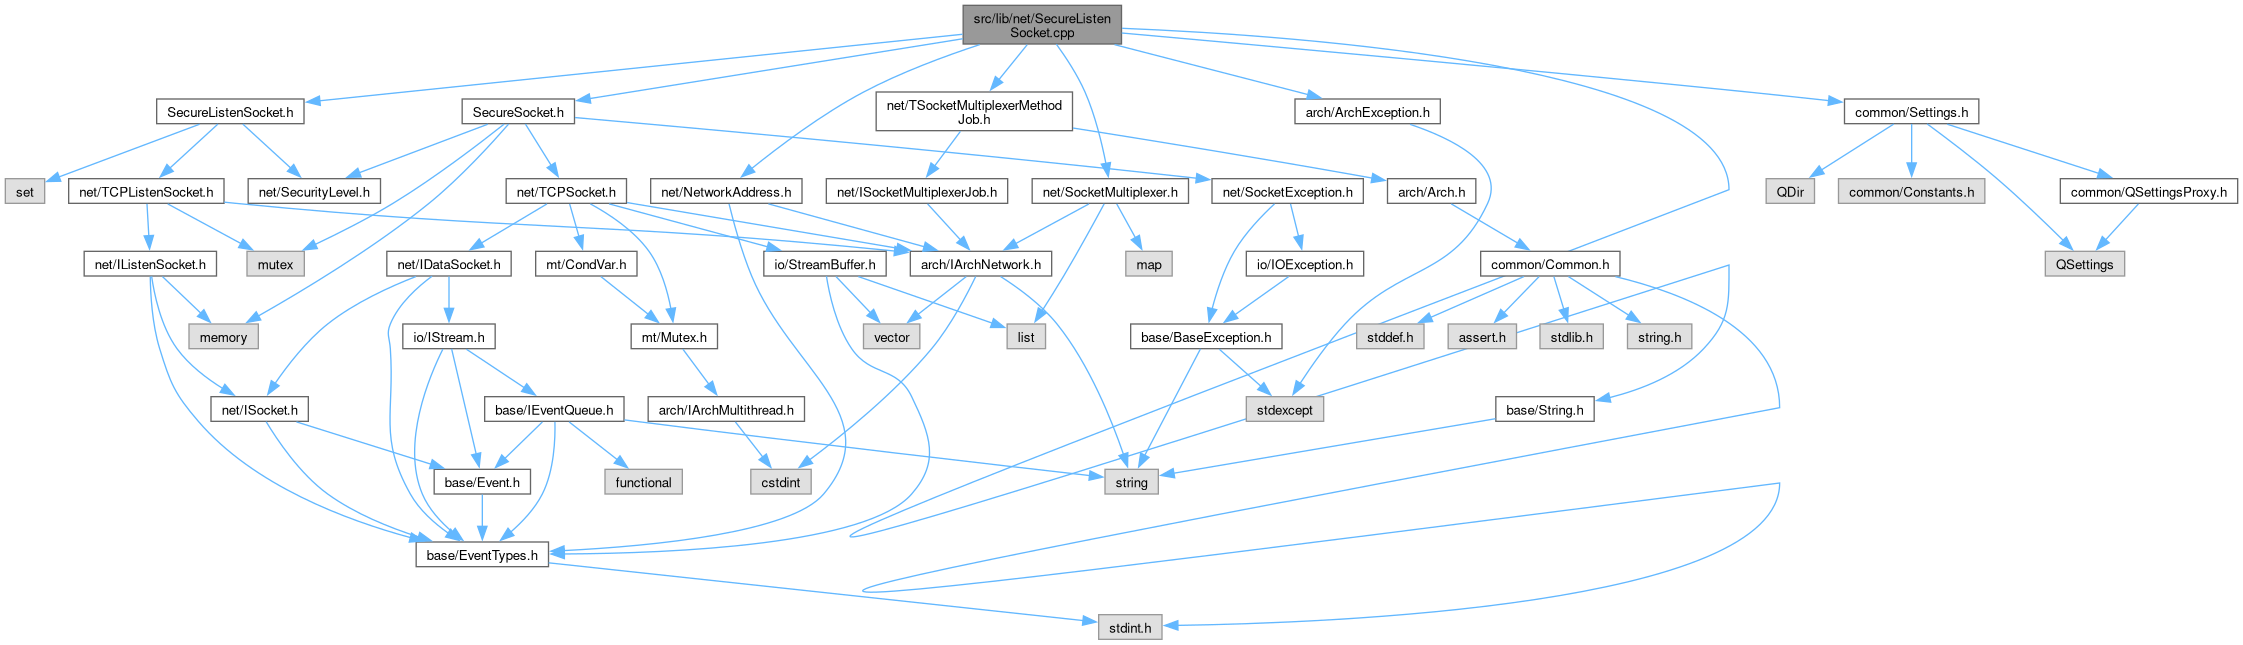 src/lib/net/SecureListen
Socket.cpp
SecureListenSocket.h
SecureSocket.h
net/TSocketMultiplexerMethod
Job.h
arch/ArchException.h
common/Settings.h
set
net/TCPListenSocket.h
net/SecurityLevel.h
net/TCPSocket.h
net/NetworkAddress.h
net/ISocketMultiplexerJob.h
net/SocketMultiplexer.h
net/SocketException.h
arch/Arch.h
QDir
common/Constants.h
common/QSettingsProxy.h
net/IListenSocket.h
mutex
net/IDataSocket.h
mt/CondVar.h
io/StreamBuffer.h
arch/IArchNetwork.h
map
io/IOException.h
common/Common.h
QSettings
memory
io/IStream.h
mt/Mutex.h
vector
list
base/BaseException.h
stddef.h
assert.h
stdlib.h
string.h
net/ISocket.h
base/IEventQueue.h
arch/IArchMultithread.h
stdexcept
base/String.h
base/Event.h
functional
cstdint
string
base/EventTypes.h
stdint.h